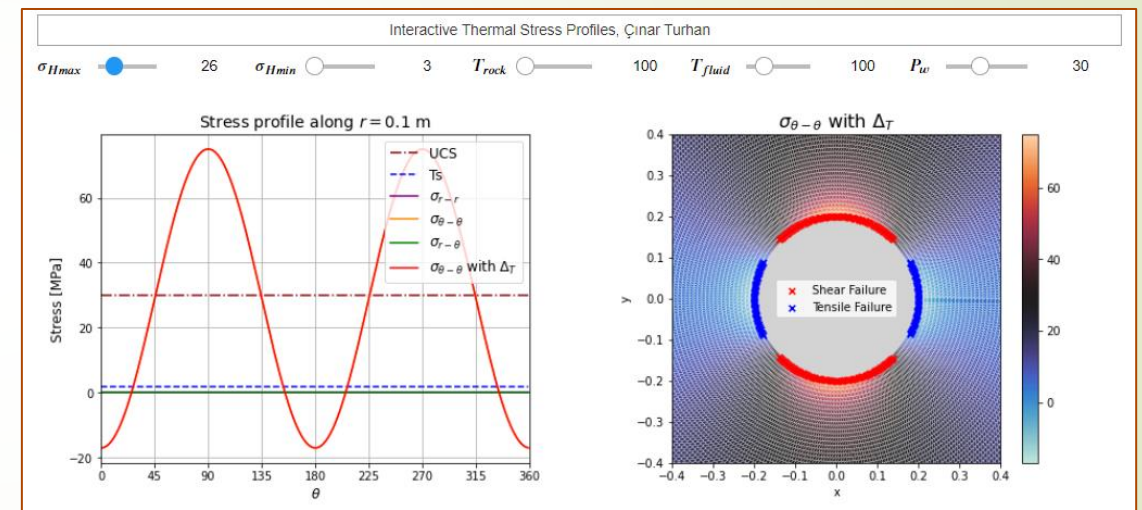 Interactive Thermal Stress Profiles, Çınar Turhan
σHmax 26 σHmin 3 Trock 100 Tfluid 100 Pw 30
Stress profile along r = 0.1 m
Stress [MPa]
60
40
20
0
−20
0 45 90 135 180 225 270 315 360
θ
UCS
Ts
σr−r
σθ−θ
σr−θ
σθ−θ with ΔT
σθ−θ with ΔT
y
0.4
0.3
0.2
0.1
0.0
−0.1
−0.2
−0.3
−0.4
−0.4 −0.3 −0.2 −0.1 0.0 0.1 0.2 0.3 0.4
x
Shear Failure
Tensile Failure
60
40
20
0